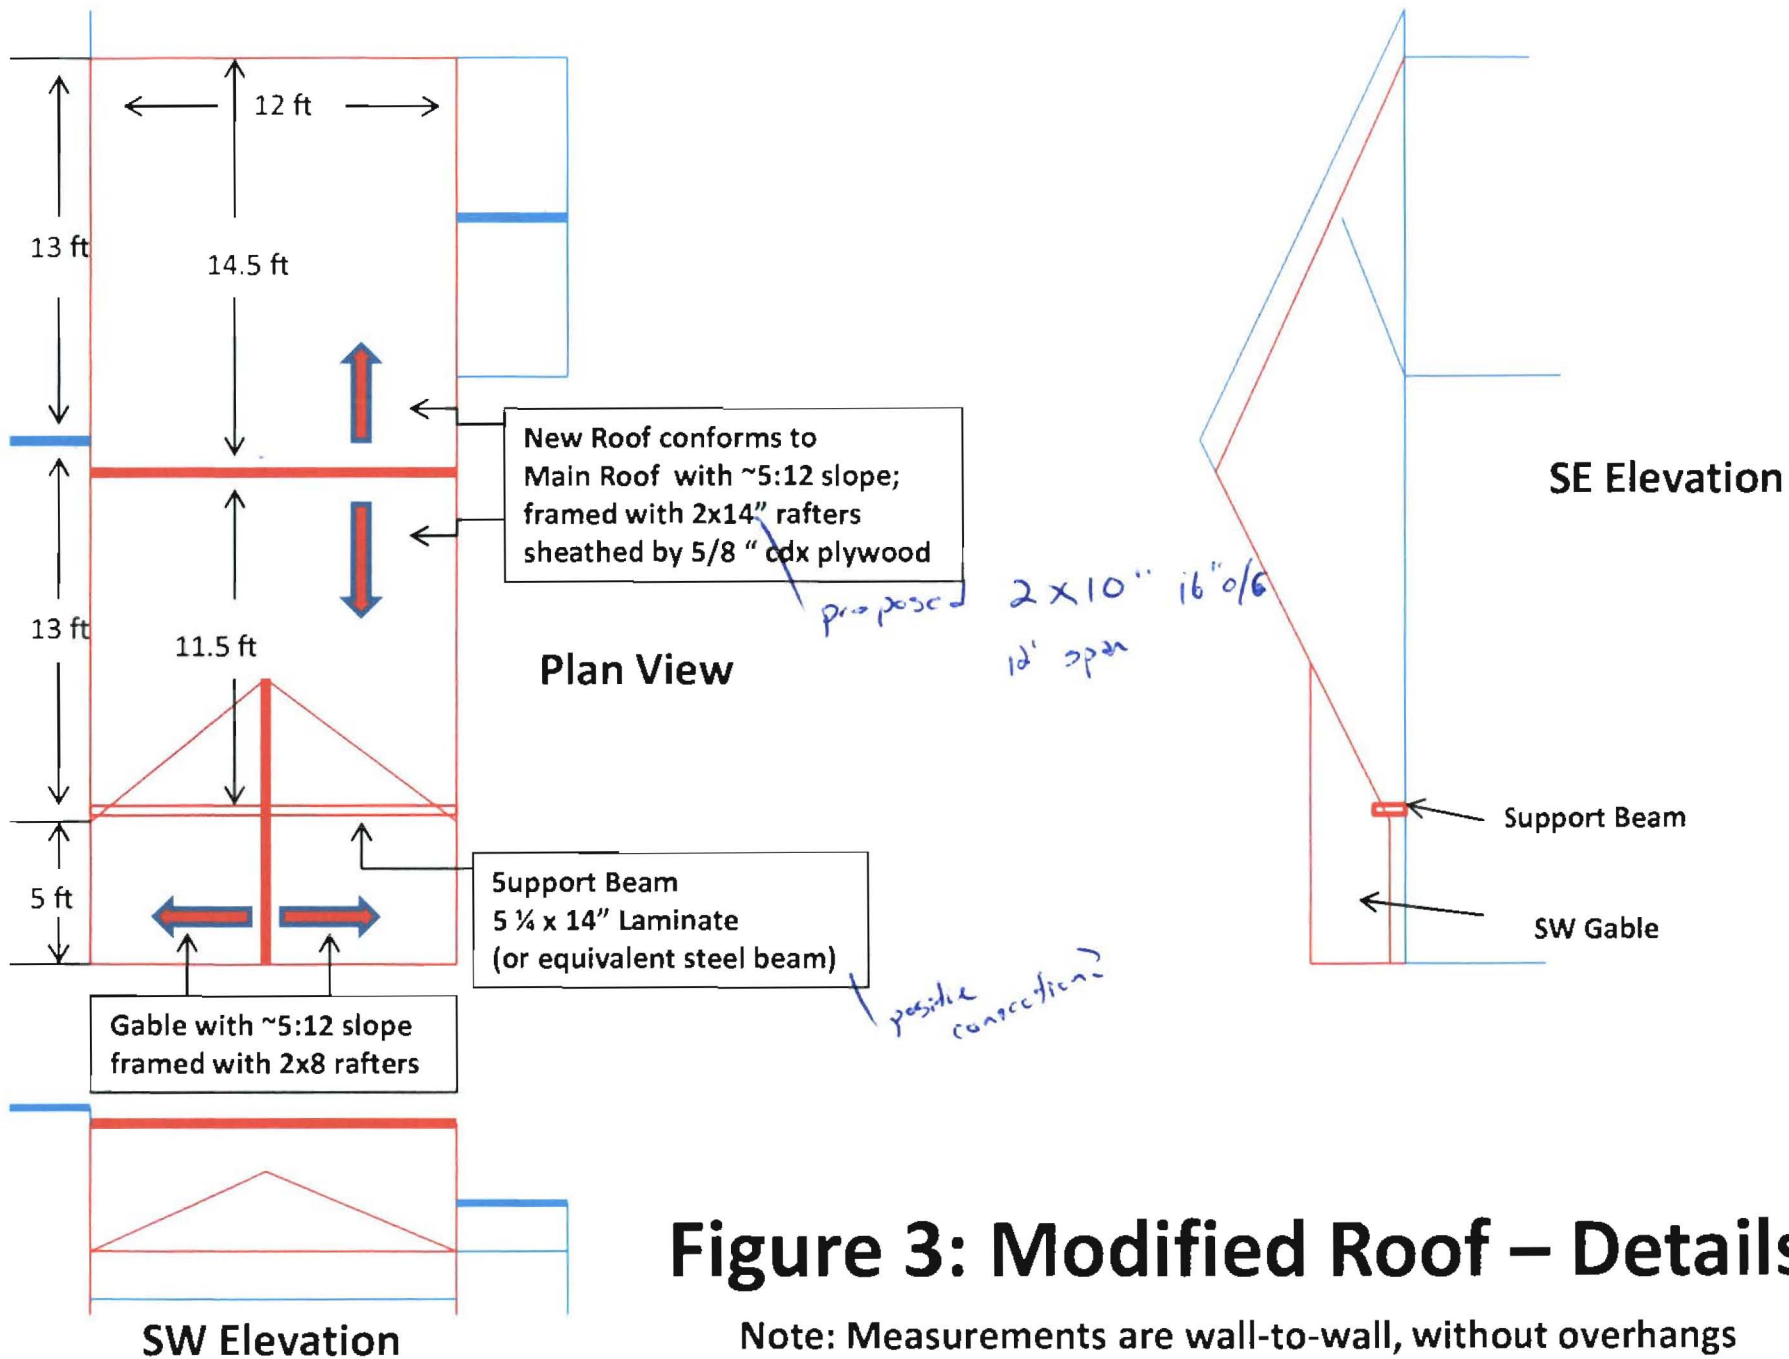 12 ft
13 ft
14.5 ft
New Roof conforms to
Main Roof with ~5:12 slope;
framed with 2x14" rafters
sheathed by 5/8 " cdx plywood
SE Elevation
proposed 2x10" 16" o/c
12' span
13 ft
11.5 ft
Plan View
Support Beam
5 ft
Support Beam
5 ¼ x 14" Laminate
(or equivalent steel beam)
SW Gable
positive
connection?
Gable with ~5:12 slope
framed with 2x8 rafters
Figure 3: Modified Roof – Details
SW Elevation
Note: Measurements are wall-to-wall, without overhangs